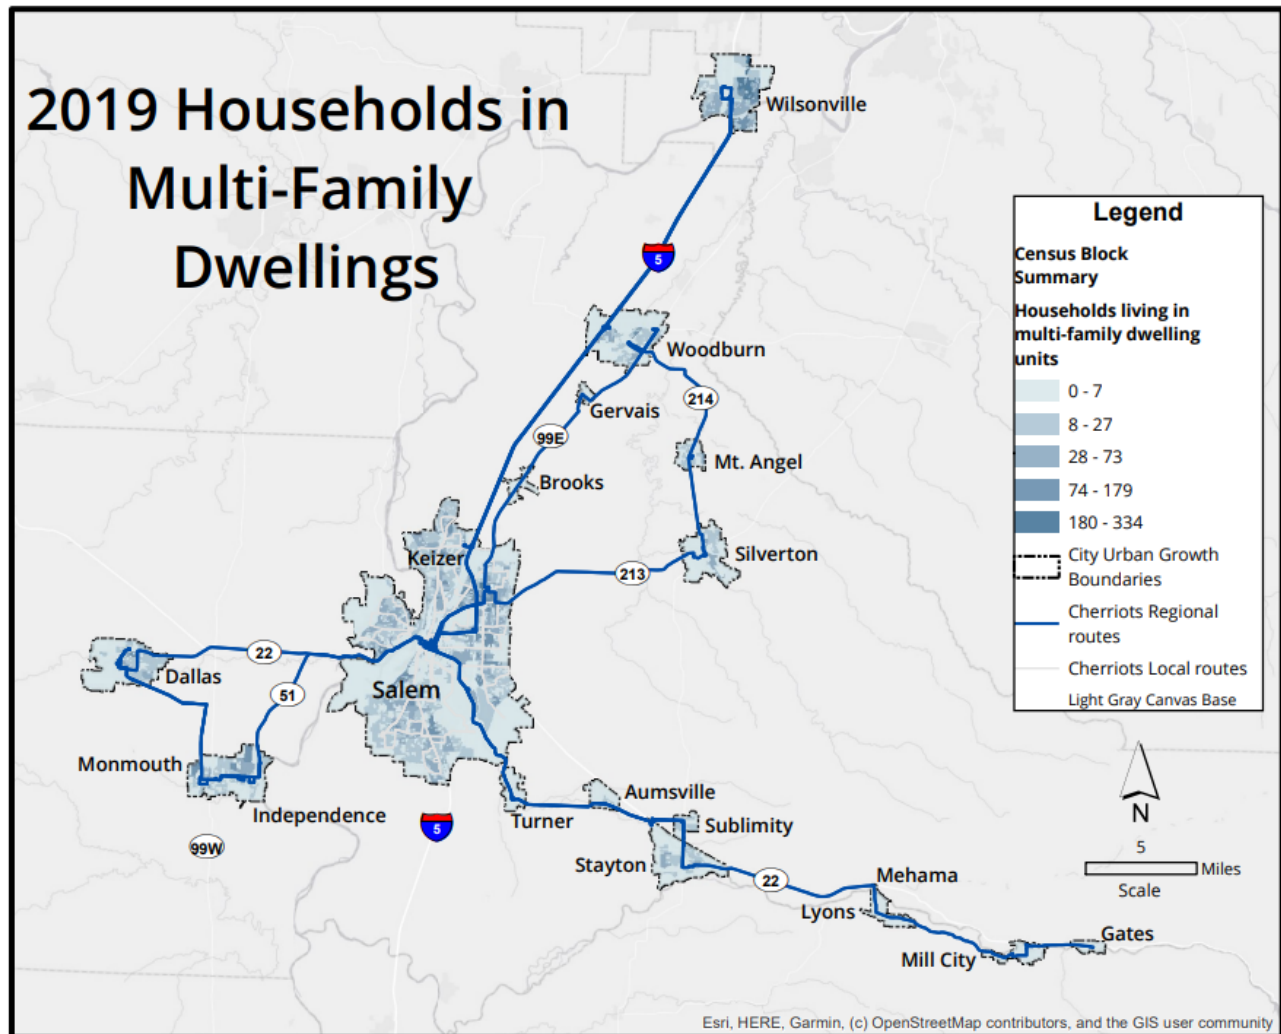 2019 Households in
Multi-Family
Dwellings
Wilsonville
5
Legend
Census Block
Summary
Households living in
multi-family dwelling
units
0 - 7
8 - 27
28 - 73
74 - 179
180 - 334
City Urban Growth
Boundaries
Cherriots Regional
routes
Cherriots Local routes
Light Gray Canvas Base
Woodburn
214
Gervais
99E
Mt. Angel
Brooks
Keizer
Silverton
213
22
Dallas
51
Salem
Monmouth
Independence
99W
5
Turner
Aumsville
Sublimity
Stayton
22
Mehama
Lyons
Mill City
Gates
N
5
Miles
Scale
Esri, HERE, Garmin, (c) OpenStreetMap contributors, and the GIS user community